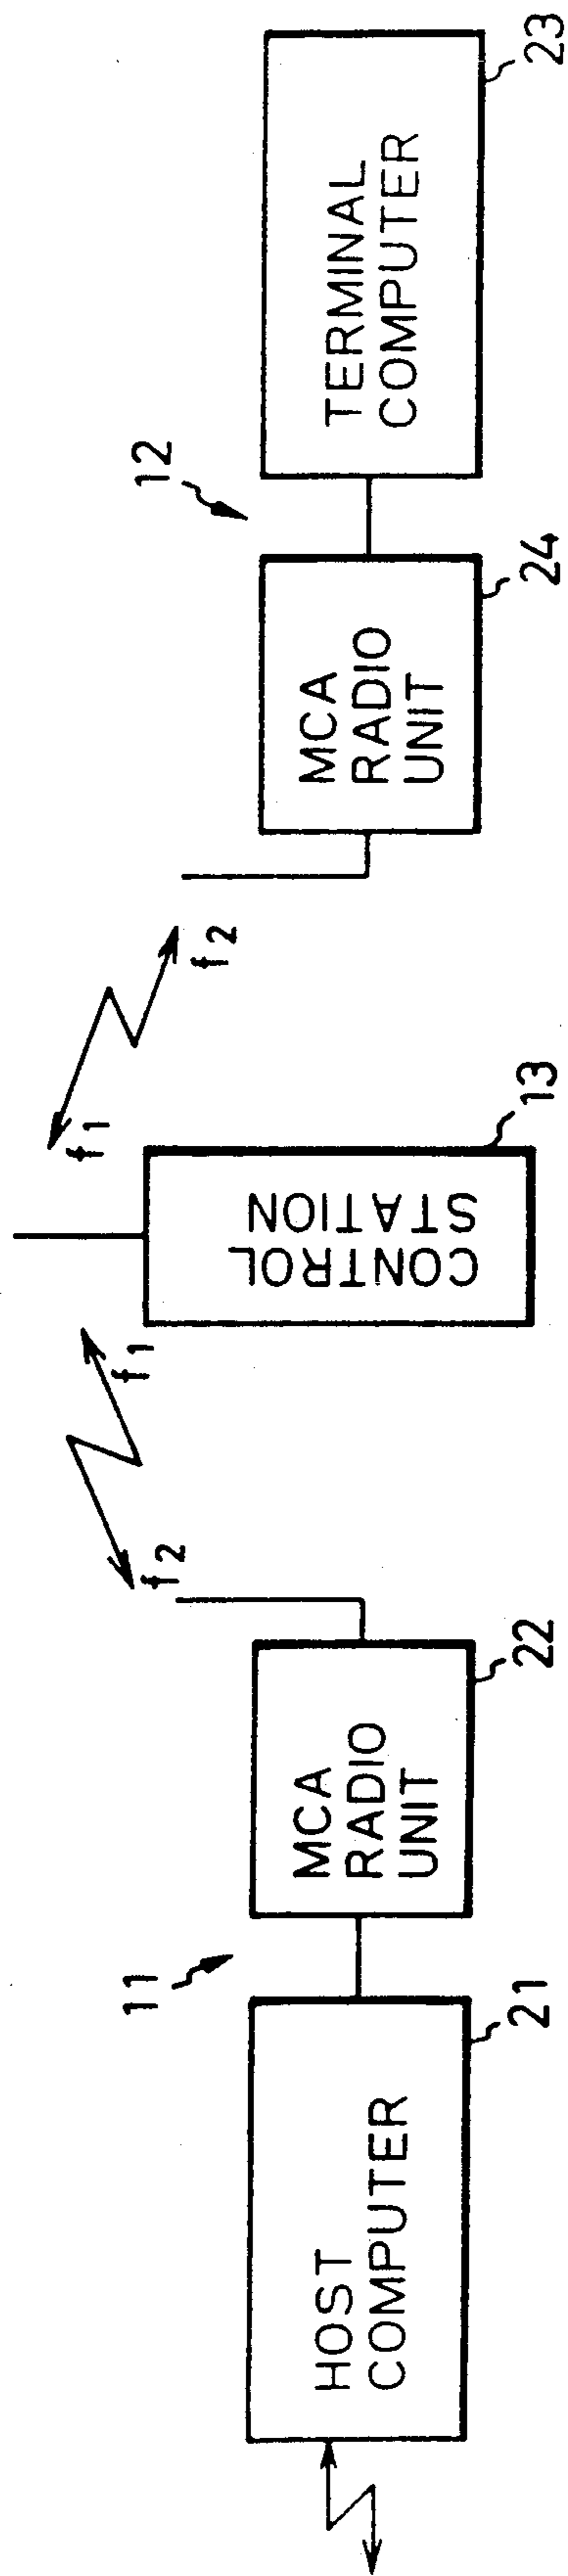 11
HOST
COMPUTER
21
MCA
RADIO
UNIT
22
f2
f1
CONTROL
STATION
13
f1
f2
12
MCA
RADIO
UNIT
24
TERMINAL
COMPUTER
23